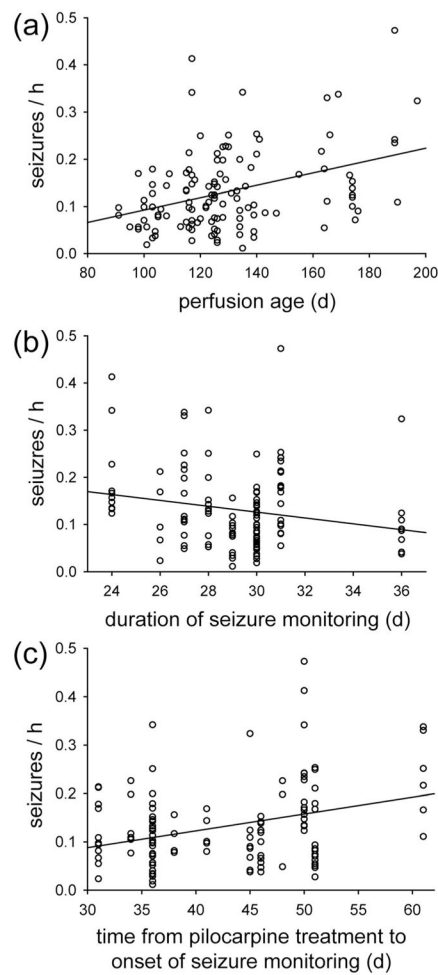 (a)
0.5
0.4
0.3
0.2
0.1
0.0
seizures / h
80 100 120 140 160 180 200
perfusion age (d)
(b)
0.5
0.4
0.3
0.2
0.1
0.0
seiuzres / h
24 26 28 30 32 34 36
duration of seizure monitoring (d)
(c)
0.5
0.4
0.3
0.2
0.1
0.0
seizures / h
30 35 40 45 50 55 60
time from pilocarpine treatment to
onset of seizure monitoring (d)